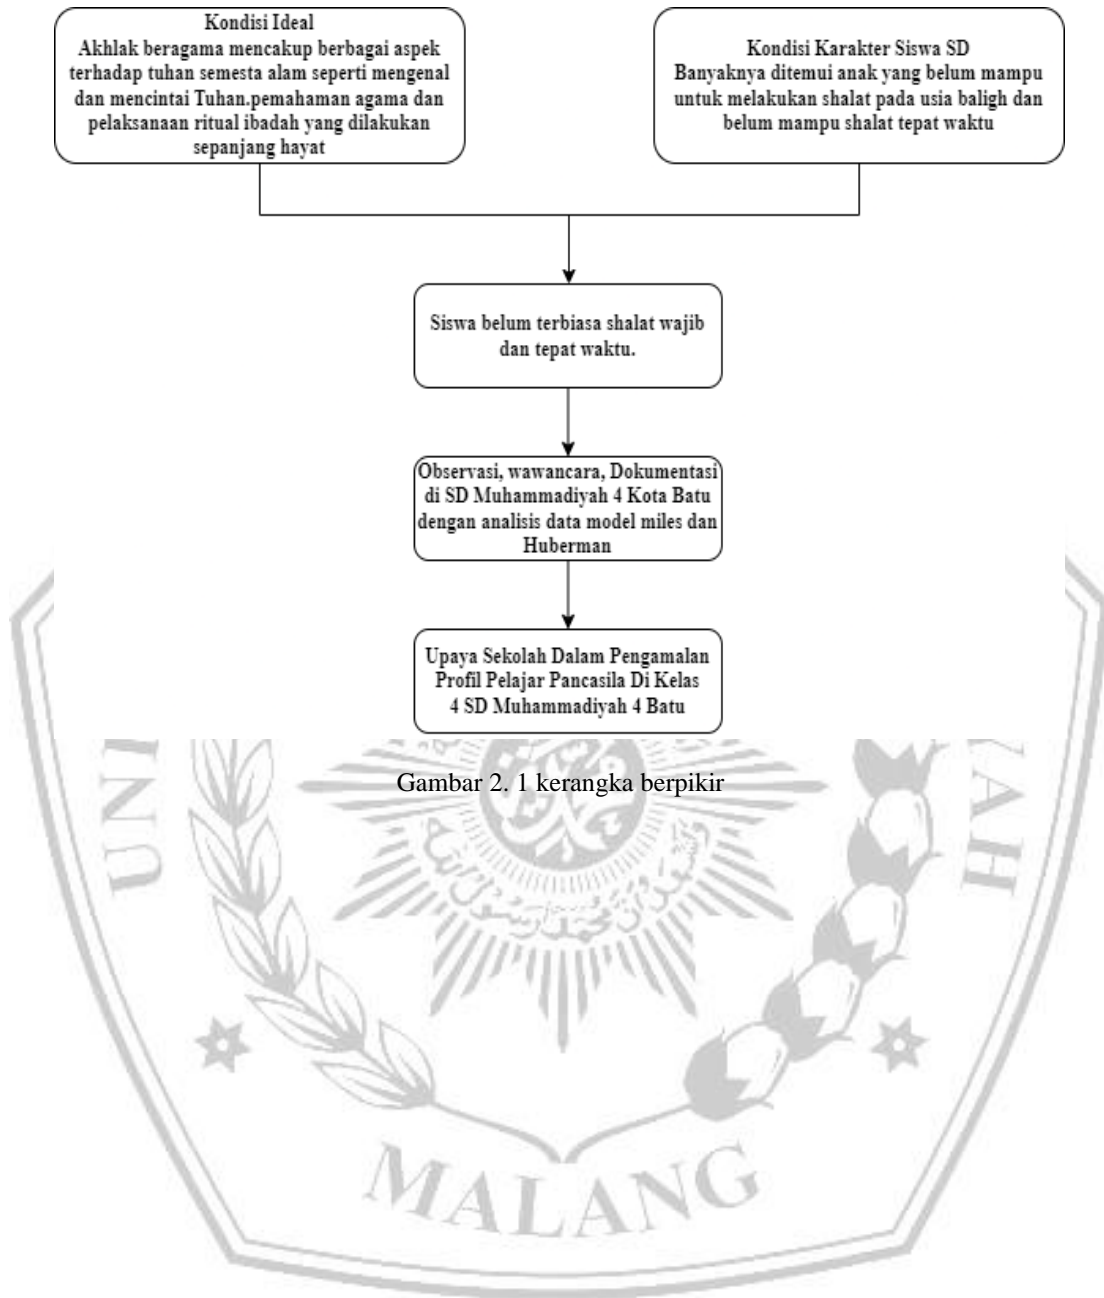 Kondisi Ideal
Akhlak beragama mencakup berbagai aspek
terhadap tuhan semesta alam seperti mengenal
dan mencintai Tuhan.pemahaman agama dan
pelaksanaan ritual ibadah yang dilakukan
sepanjang hayat
Kondisi Karakter Siswa SD
Banyaknya ditemui anak yang belum mampu
untuk melakukan shalat pada usia baligh dan
belum mampu shalat tepat waktu
Siswa belum terbiasa shalat wajib
dan tepat waktu.
Observasi, wawancara, Dokumentasi
di SD Muhammadiyah 4 Kota Batu
dengan analisis data model miles dan
Huberman
Upaya Sekolah Dalam Pengamalan
Profil Pelajar Pancasila Di Kelas
4 SD Muhammadiyah 4 Batu
Gambar 2. 1 kerangka berpikir
UNI
AH
MALANG